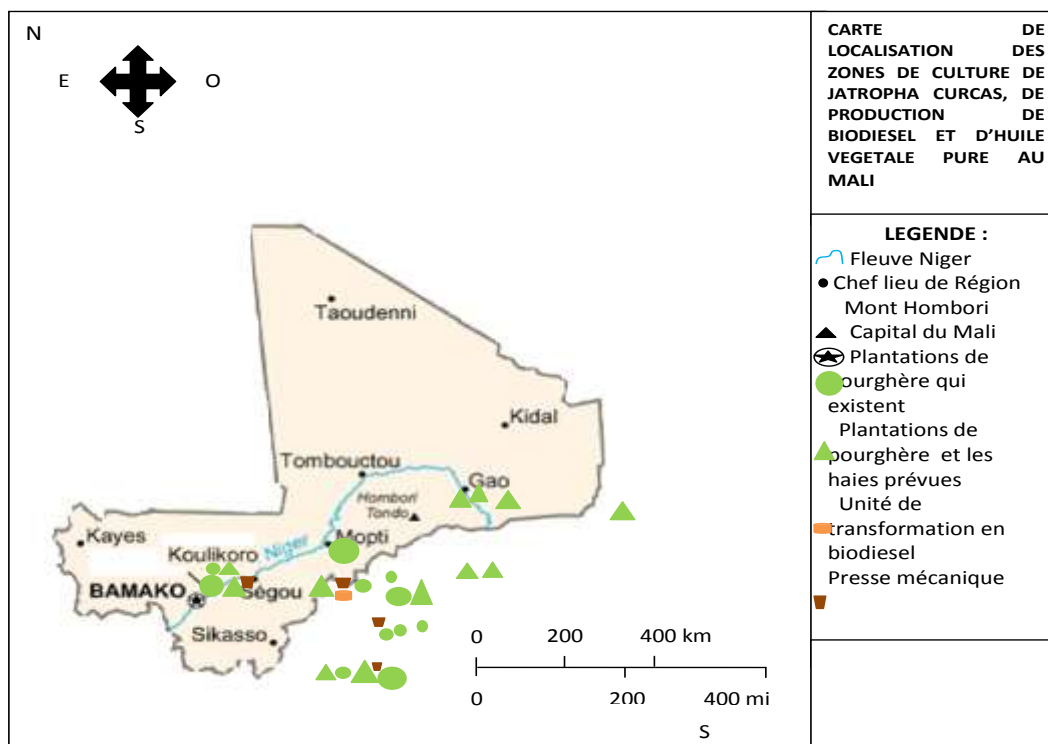 N
E
O
S
CARTE DE
LOCALISATION DES
ZONES DE CULTURE DE
JATROPHA CURCAS, DE
PRODUCTION DE
BIODIESEL ET D'HUILE
VEGETALE PURE AU
MALI
LEGENDE :
Fleuve Niger
Chef lieu de Région
Mont Hombori
Capital du Mali
Plantations de
ourghère qui
existent
Plantations de
pourghère et les
haies prévues
Unité de
transformation en
biodiesel
Presse mécanique
Taoudenni
Kidal
Tombouctou
Gao
Hombori
Tondo
Kayes
Mopti
Koulikoro
Niger
BAMAKO
Ségou
Sikasso
0 200 400 km
0 200 400 mi
S